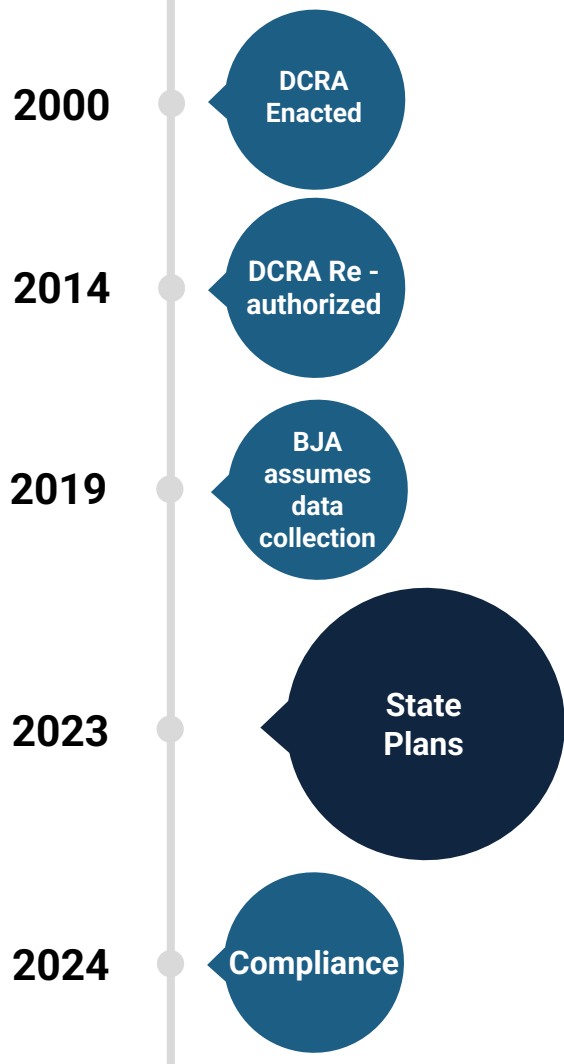 2000
DCRA
Enacted
2014
DCRA Re -
authorized
2019
BJA
assumes
data
collection
2023
State
Plans
2024
Compliance